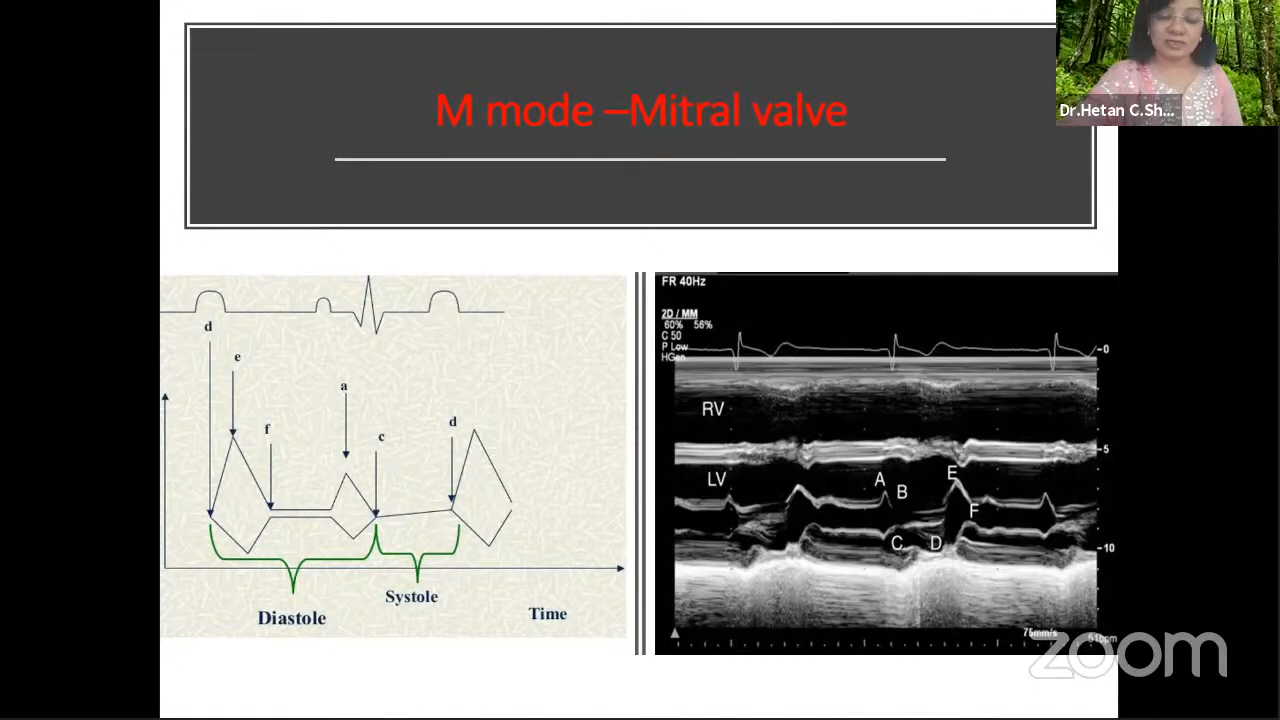 M mode –Mitral valve
Dr.Hetan C.Sh...
d
e
a
f
c
d
Diastole
Systole
Time
FR 40Hz
2D / MM
60% 56%
C 50
P Low
HGen
0
RV
5
LV
A
B
E
F
C
D
10
75mm/s
51bpm
zoom